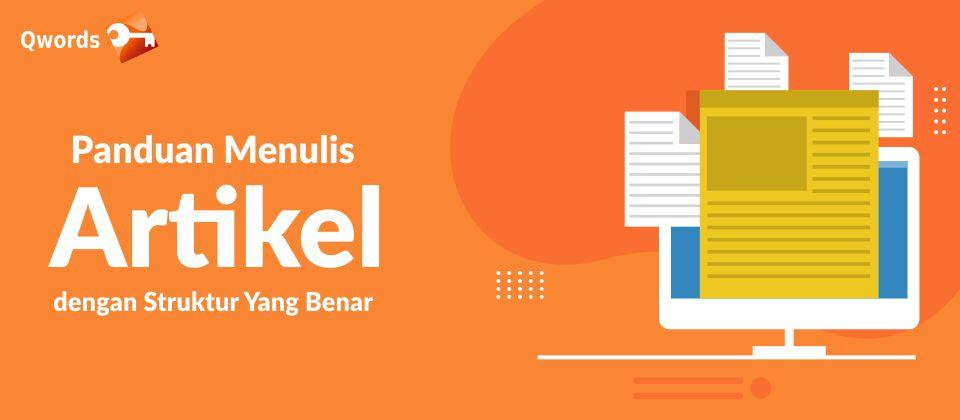 Qwords
Panduan Menulis
Artikel
dengan Struktur Yang Benar